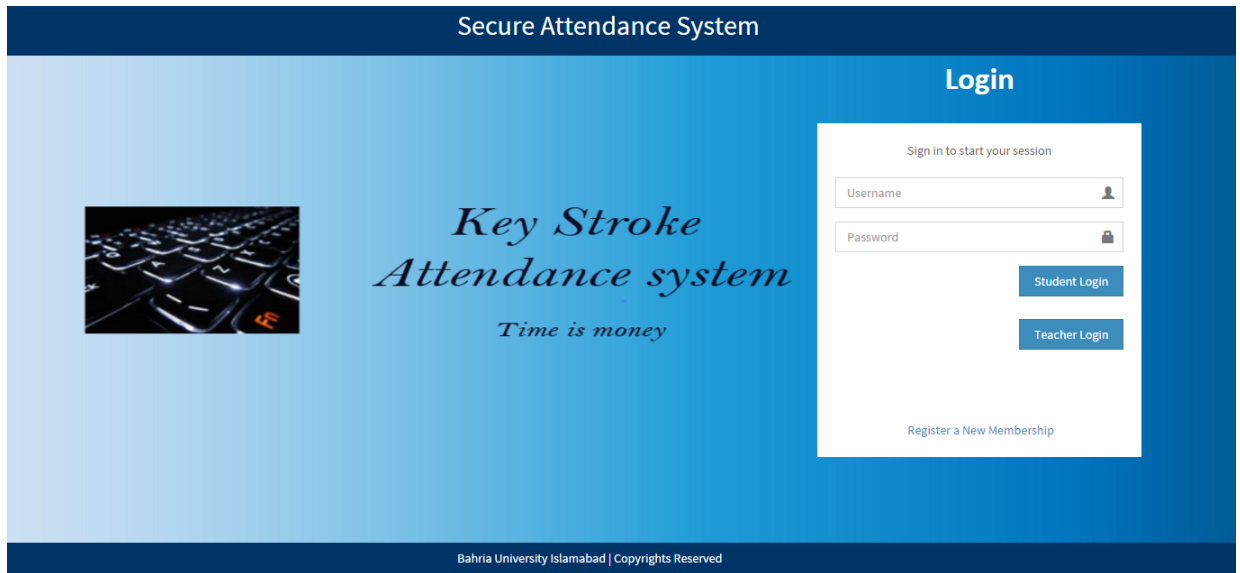 Secure Attendance System
Login
Sign in to start your session
Username
Password
Student Login
Teacher Login
Register a New Membership
Key Stroke
Attendance system
Time is money
Fn
Bahria University Islamabad | Copyrights Reserved